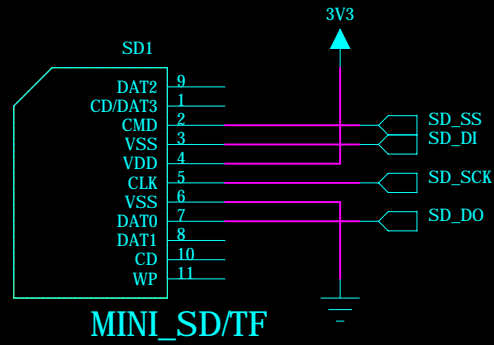 3V3
SD1
DAT2 9
CD/DAT3 1
CMD 2 SD_SS
VSS 3 SD_DI
VDD 4
CLK 5 SD_SCK
VSS 6
DAT0 7 SD_DO
DAT1 8
CD 10
WP 11
MINI_SD/TF